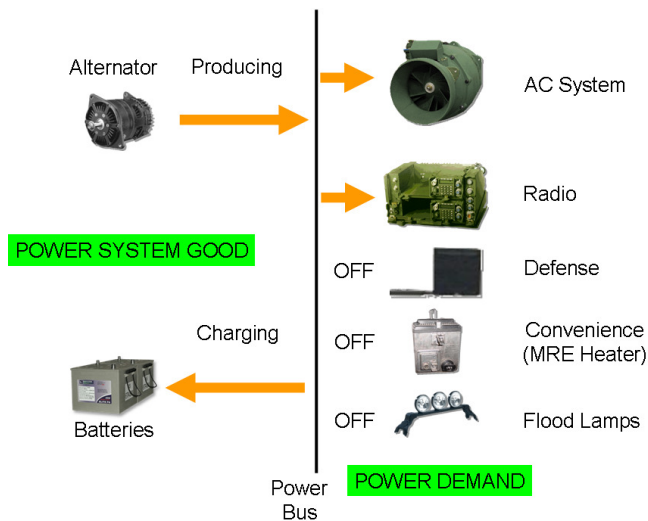 Alternator
Producing
AC System
Radio
POWER SYSTEM GOOD
OFF
Defense
Charging
OFF
Convenience
(MRE Heater)
Batteries
OFF
Flood Lamps
Power
Bus
POWER DEMAND